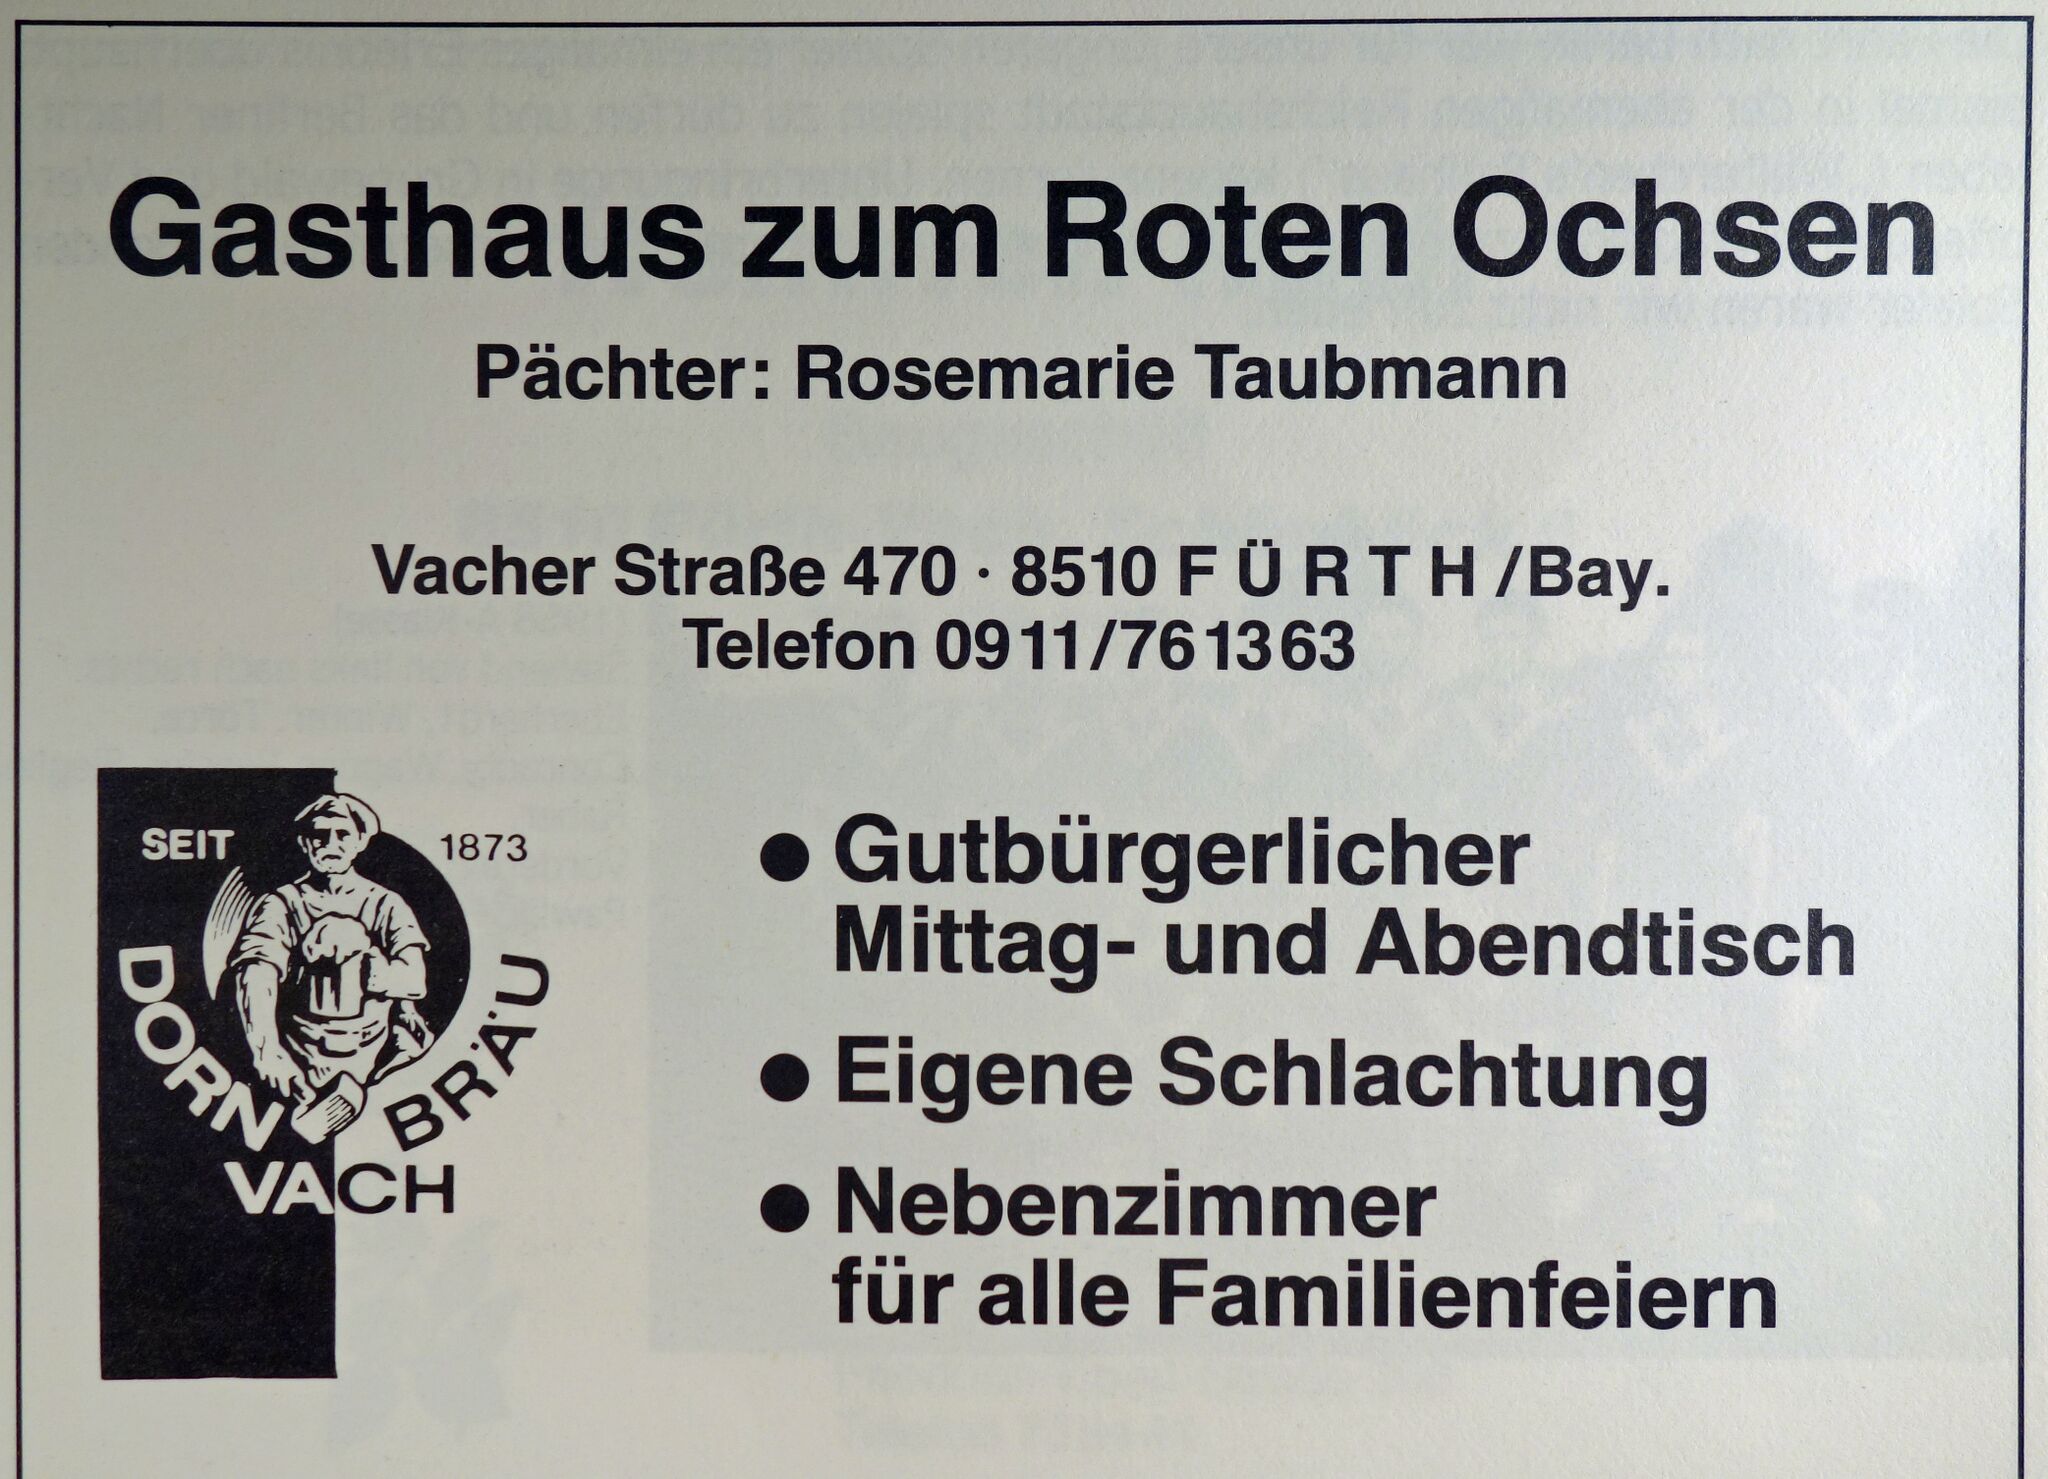 Gasthaus zum Roten Ochsen
Pächter: Rosemarie Taubmann
Vacher Straße 470 · 8510 FÜRTH/Bay.
Telefon 0911/761363
SEIT 1873
DORN BRÄU
VACH
● Gutbürgerlicher
Mittag- und Abendtisch
● Eigene Schlachtung
● Nebenzimmer
für alle Familienfeiern